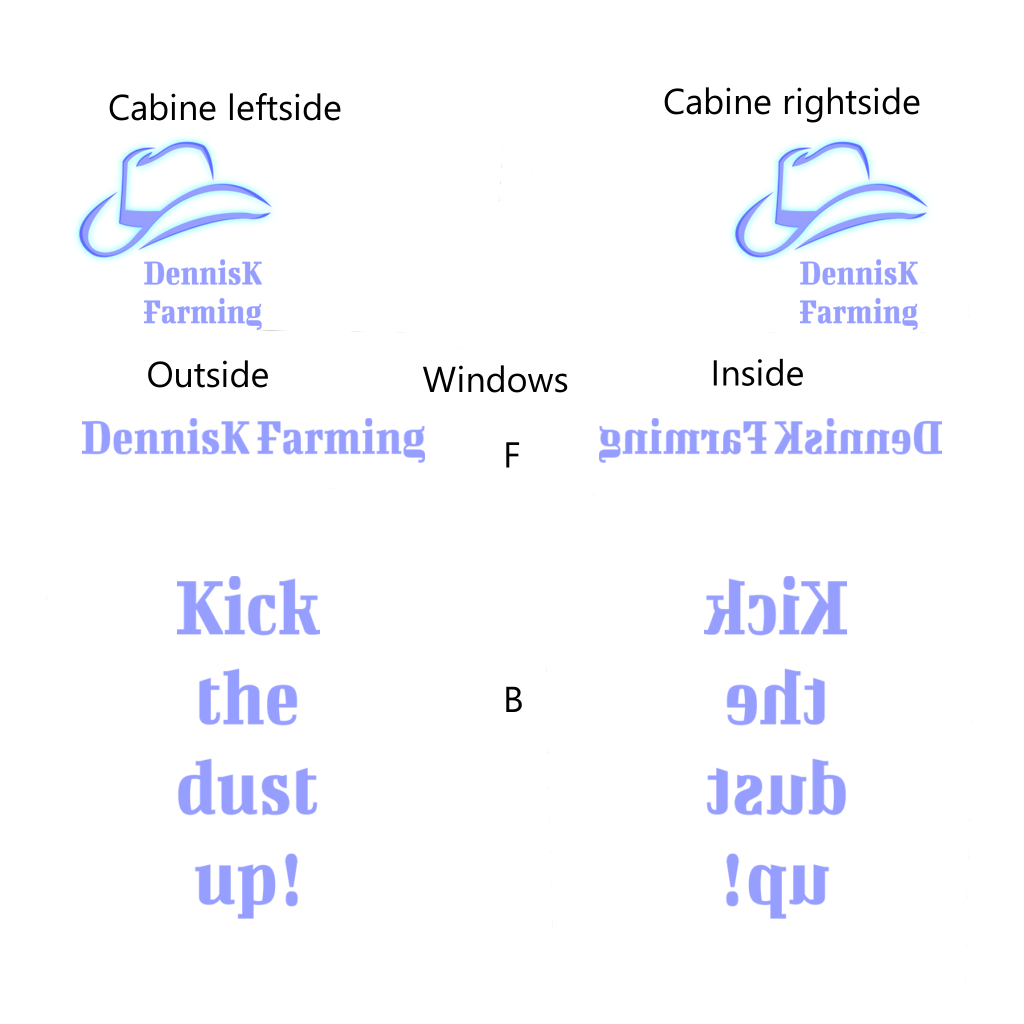 Cabine leftside
Cabine rightside
DennisK
Farming
DennisK
Farming
Outside
Windows
Inside
DennisK Farming
F
DennisK Farming
Kick
the
dust
up!
B
Kick
the
dust
up!